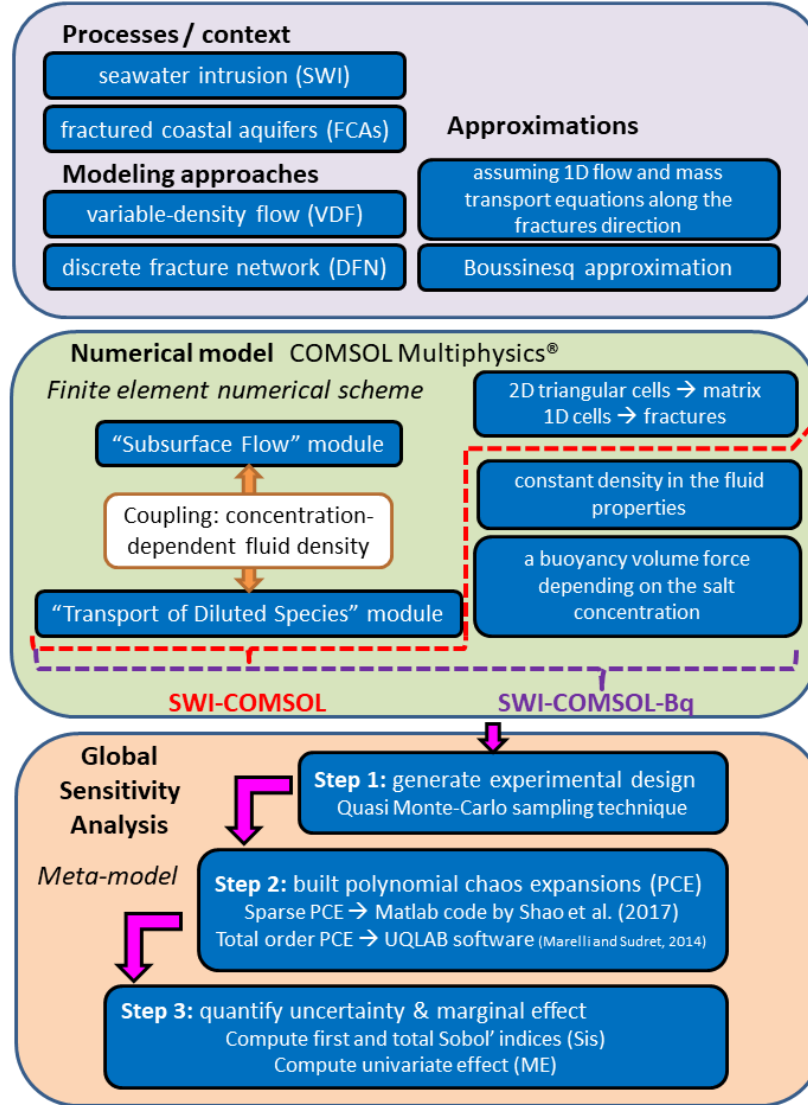 Processes / context
seawater intrusion (SWI)
fractured coastal aquifers (FCAs)
Modeling approaches
variable-density flow (VDF)
discrete fracture network (DFN)
Approximations
assuming 1D flow and mass
transport equations along the
fractures direction
Boussinesq approximation
Numerical model COMSOL Multiphysics®
Finite element numerical scheme
“Subsurface Flow” module
Coupling: concentration-
dependent fluid density
“Transport of Diluted Species” module
2D triangular cells → matrix
1D cells → fractures
constant density in the fluid
properties
a buoyancy volume force
depending on the salt
concentration
SWI-COMSOL
SWI-COMSOL-Bq
Global
Sensitivity
Analysis
Meta-model
Step 1: generate experimental design
Quasi Monte-Carlo sampling technique
Step 2: built polynomial chaos expansions (PCE)
Sparse PCE → Matlab code by Shao et al. (2017)
Total order PCE → UQLAB software (Marelli and Sudret, 2014)
Step 3: quantify uncertainty & marginal effect
Compute first and total Sobol’ indices (Sis)
Compute univariate effect (ME)